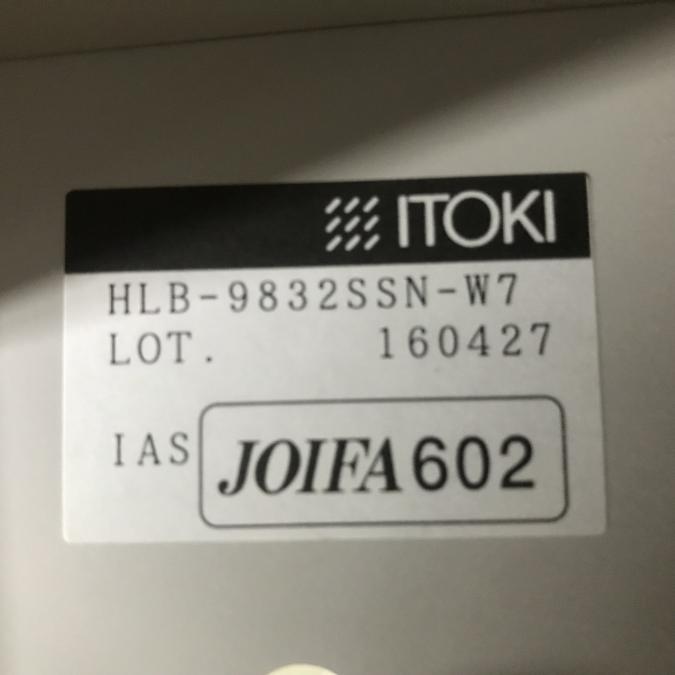 ITOKI
HLB-9832SSN-W7
LOT. 160427
IAS JOIFA602